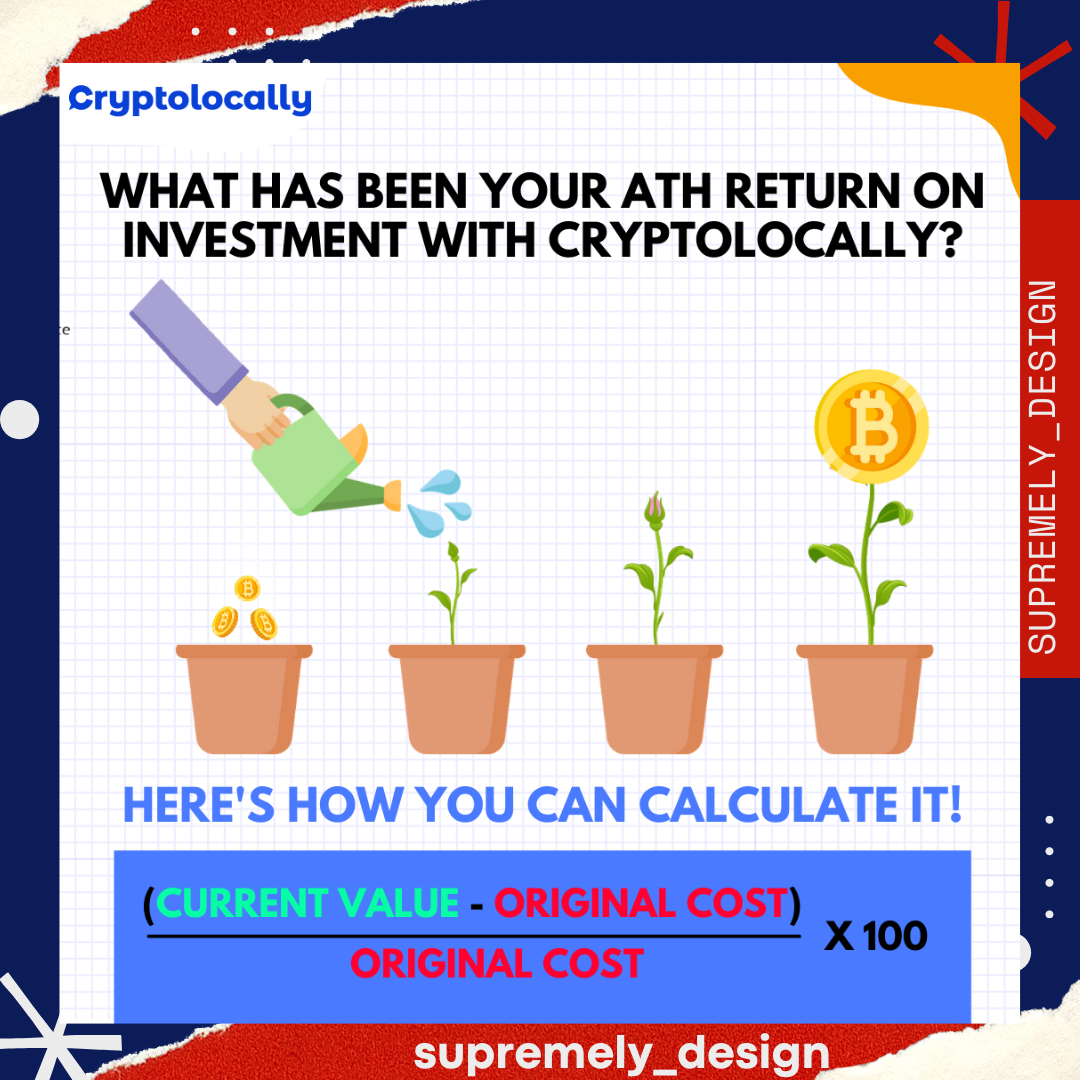 Cryptolocally
WHAT HAS BEEN YOUR ATH RETURN ON
INVESTMENT WITH CRYPTOLOCALLY?
SUPREMELY_DESIGN
HERE'S HOW YOU CAN CALCULATE IT!
(CURRENT VALUE - ORIGINAL COST)
ORIGINAL COST
X 100
supremely_design